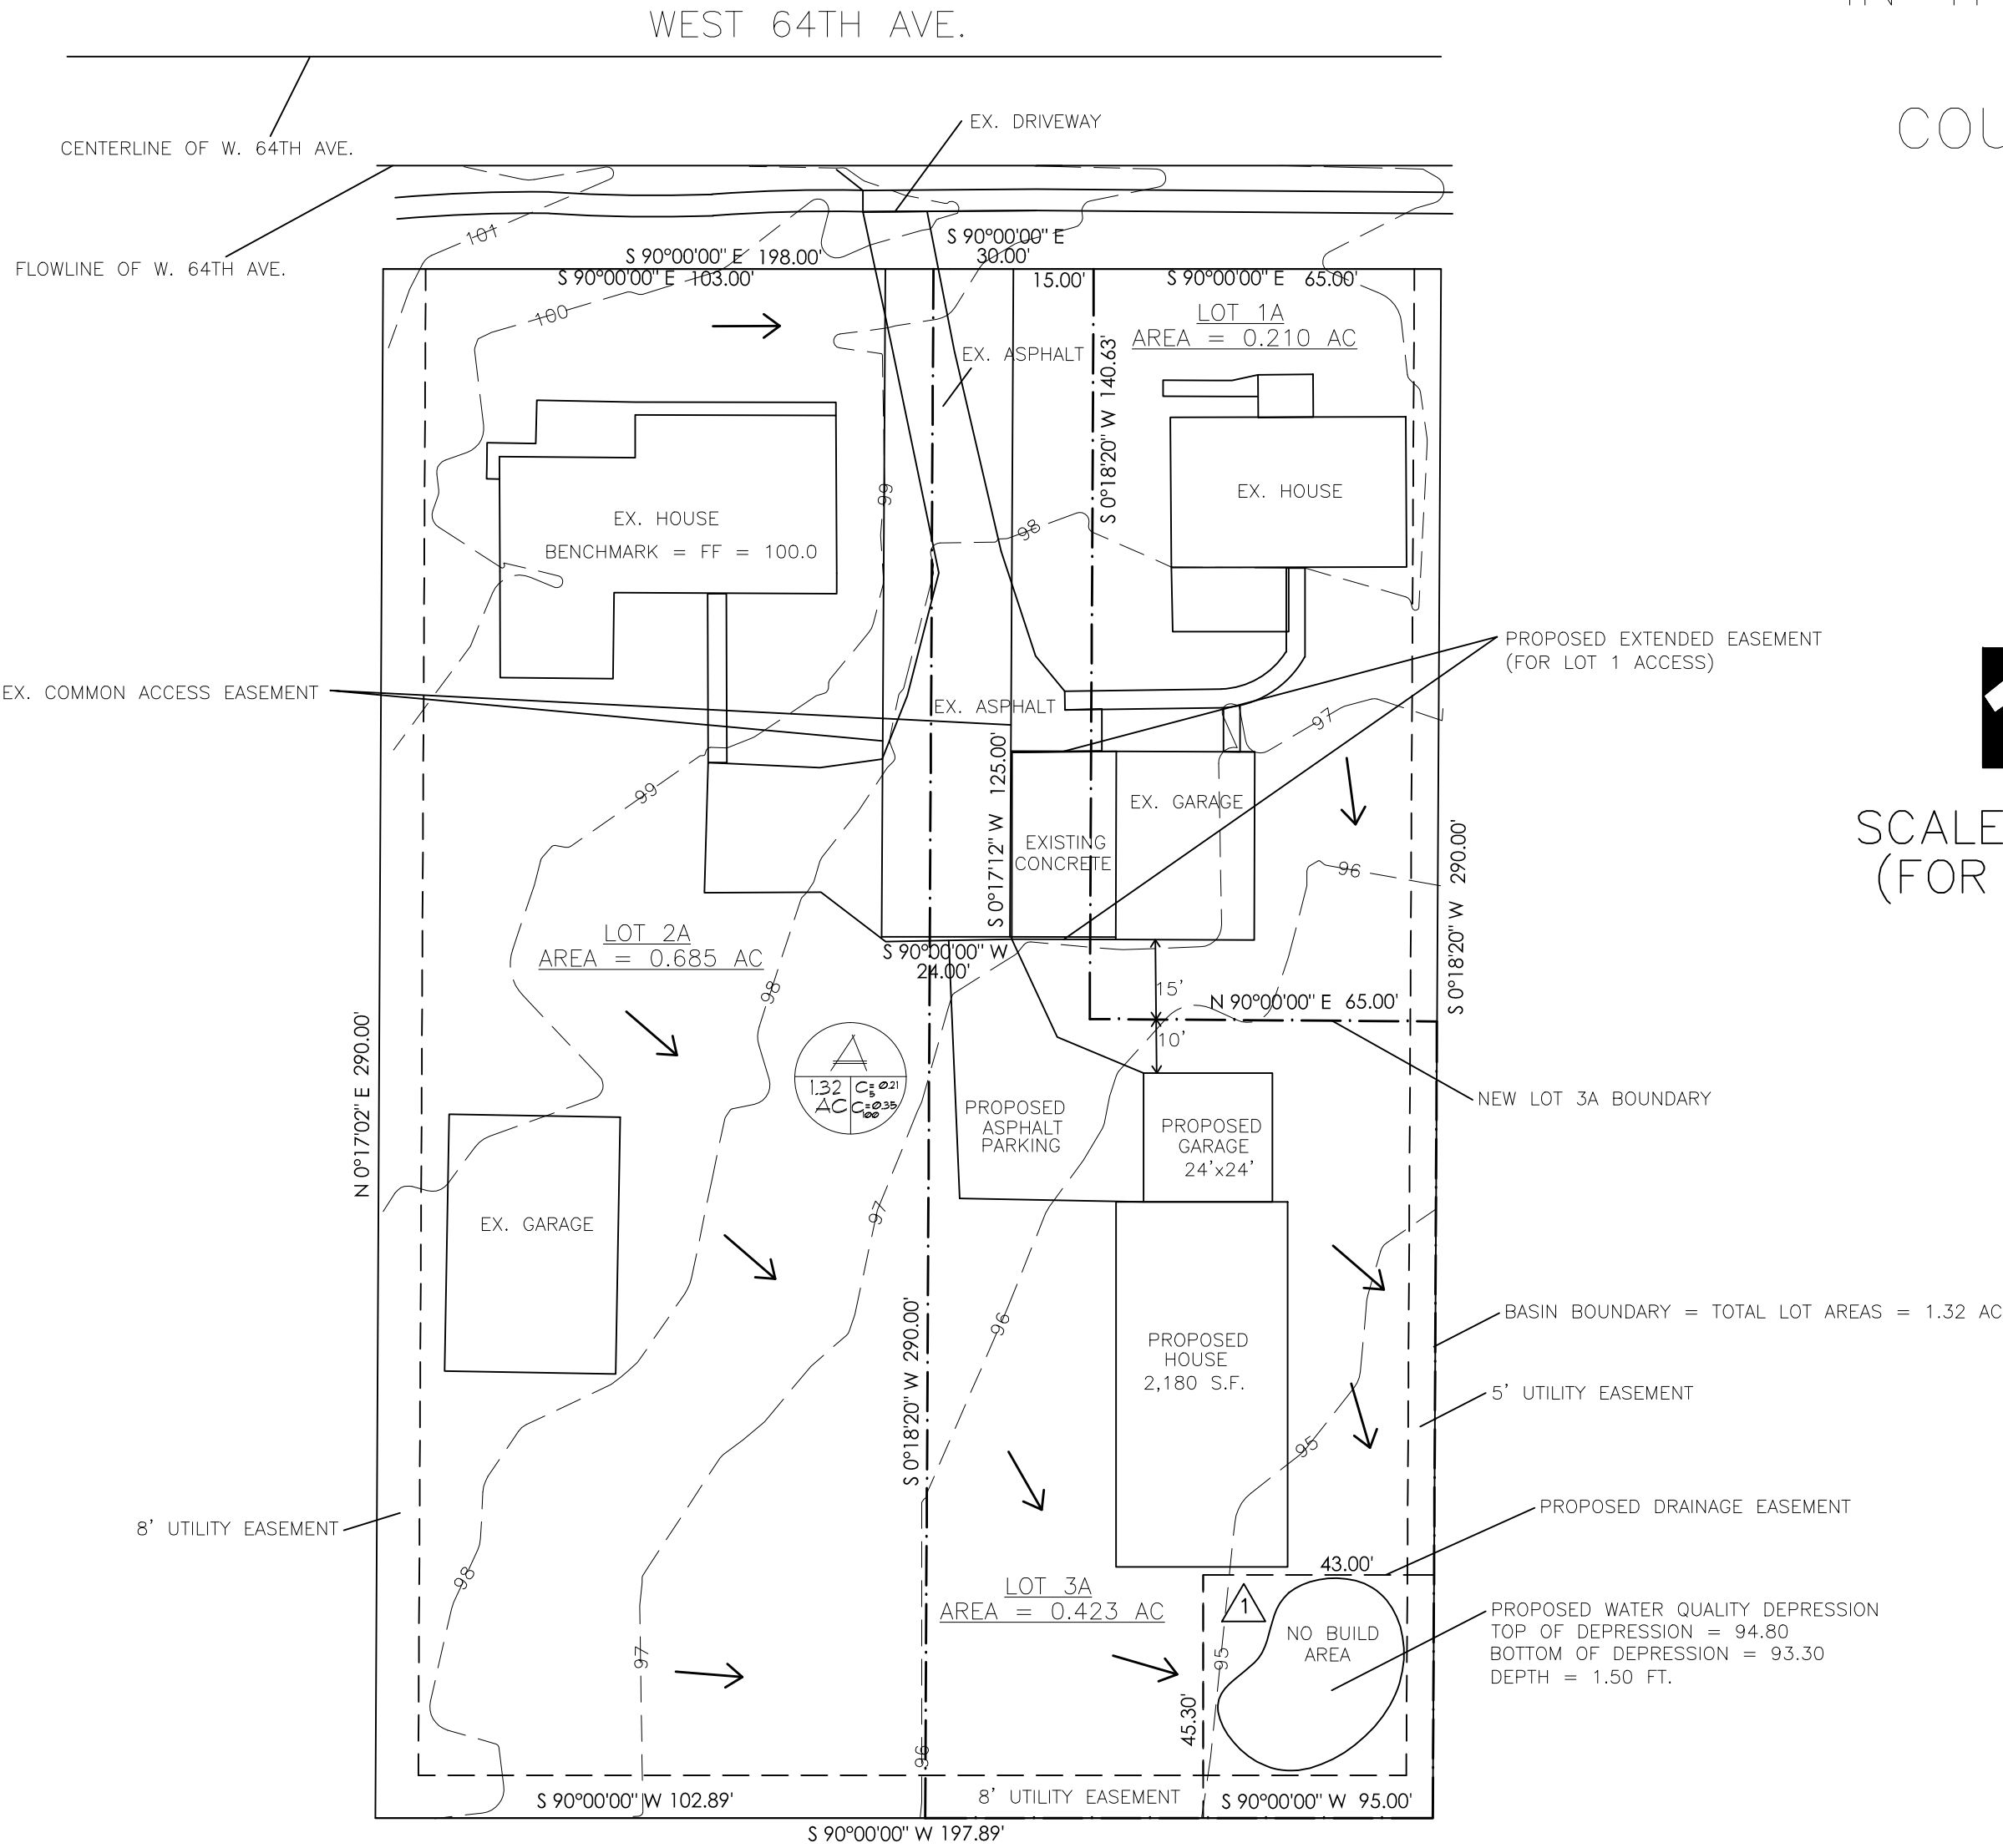 WEST 64TH AVE.
COU
CENTERLINE OF W. 64TH AVE.
EX. DRIVEWAY
FLOWLINE OF W. 64TH AVE.
101
S 90°00'00" E 198.00'
S 90°00'00" E
30.00'
S 90°00'00" E 103.00'
15.00'
S 90°00'00" E 65.00'
100
LOT 1A
AREA = 0.210 AC
S 0°18'20" W 140.63'
EX. ASPHALT
99
98
EX. HOUSE
EX. HOUSE
BENCHMARK = FF = 100.0
PROPOSED EXTENDED EASEMENT
(FOR LOT 1 ACCESS)
EX. COMMON ACCESS EASEMENT
EX. ASPHALT
97
S 0°17'12" W 125.00'
99
EX. GARAGE
EXISTING
CONCRETE
96
SCALE
(FOR
S 0°18'20" W 290.00'
LOT 2A
AREA = 0.685 AC
S 90°00'00" W
24.00'
98
15'
N 90°00'00" E 65.00'
10'
N 0°17'02" E 290.00'
A
1.32
AC
C5=0.21
C100=0.35
NEW LOT 3A BOUNDARY
PROPOSED
ASPHALT
PARKING
PROPOSED
GARAGE
24'x24'
97
EX. GARAGE
S 0°18'20" W 290.00'
96
BASIN BOUNDARY = TOTAL LOT AREAS = 1.32 AC
PROPOSED
HOUSE
2,180 S.F.
5' UTILITY EASEMENT
95
8' UTILITY EASEMENT
PROPOSED DRAINAGE EASEMENT
98
43.00'
LOT 3A
AREA = 0.423 AC
1
NO BUILD
AREA
PROPOSED WATER QUALITY DEPRESSION
TOP OF DEPRESSION = 94.80
BOTTOM OF DEPRESSION = 93.30
DEPTH = 1.50 FT.
97
95
45.30'
96
S 90°00'00" W 102.89'
8' UTILITY EASEMENT
S 90°00'00" W 95.00'
S 90°00'00" W 197.89'